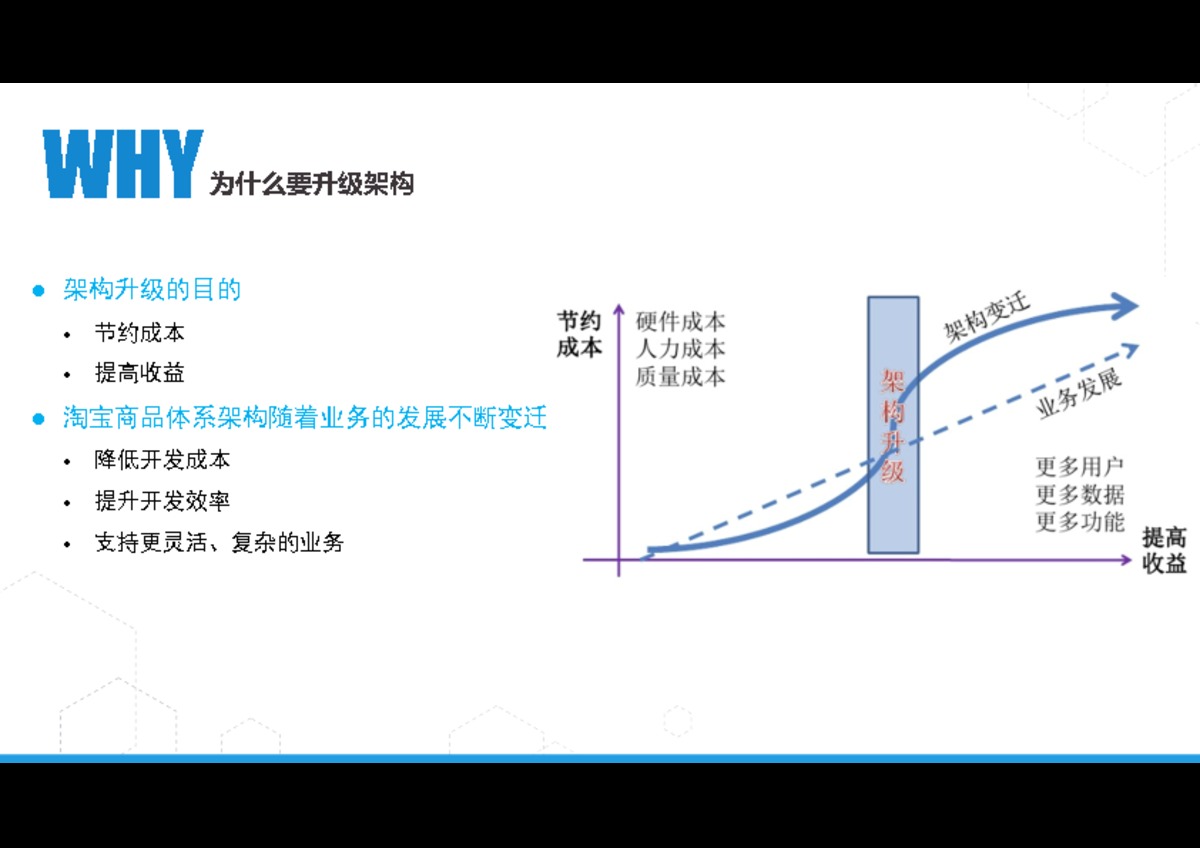 WHY 为什么要升级架构
架构升级的目的
节约成本
提高收益
淘宝商品体系架构随着业务的发展不断变迁
降低开发成本
提升开发效率
支持更灵活、复杂的业务
节约
成本
硬件成本
人力成本
质量成本
架构升级
架构变迁
业务发展
更多用户
更多数据
更多功能
提高
收益